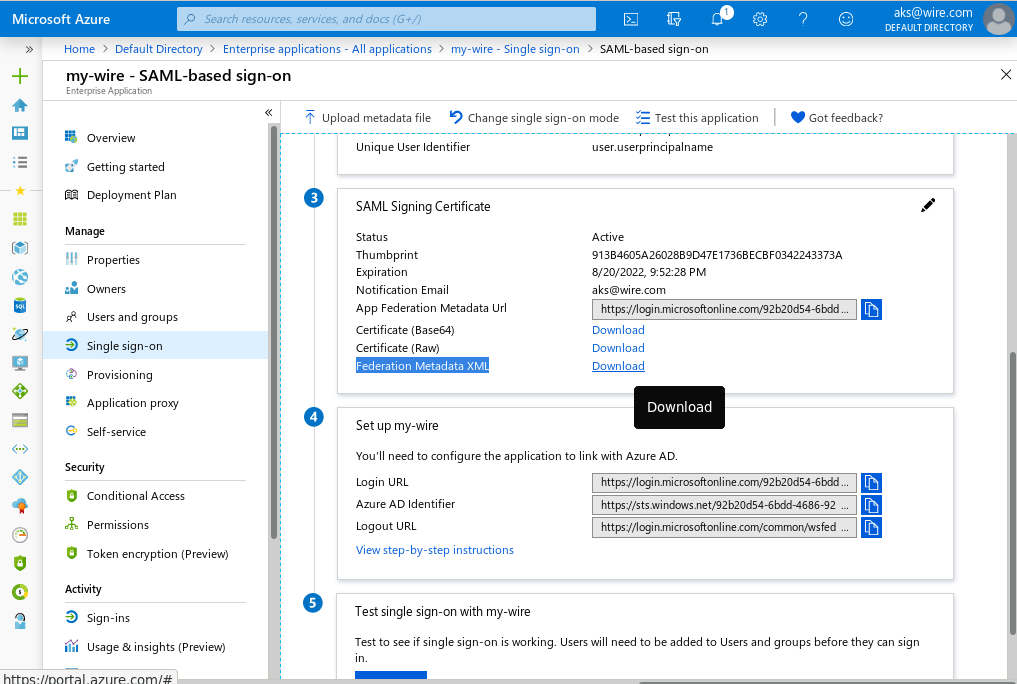 Microsoft Azure
Search resources, services, and docs (G+/)
1
aks@wire.com
DEFAULT DIRECTORY
Home > Default Directory > Enterprise applications - All applications > my-wire - Single sign-on > SAML-based sign-on
my-wire - SAML-based sign-on
Enterprise Application
Overview
Getting started
Deployment Plan
Manage
Properties
Owners
Users and groups
Single sign-on
Provisioning
Application proxy
Self-service
Security
Conditional Access
Permissions
Token encryption (Preview)
Activity
Sign-ins
Usage & insights (Preview)
https://portal.azure.com/#
Upload metadata file
Change single sign-on mode
Test this application
Got feedback?
Unique User Identifier user.userprincipalname
3
SAML Signing Certificate
Status Active
Thumbprint 913B4605A26028B9D47E1736BECBF0342243373A
Expiration 8/20/2022, 9:52:28 PM
Notification Email aks@wire.com
App Federation Metadata Url https://login.microsoftonline.com/92b20d54-6bdd ...
Certificate (Base64) Download
Certificate (Raw) Download
Federation Metadata XML Download
Download
4
Set up my-wire
You'll need to configure the application to link with Azure AD.
Login URL https://login.microsoftonline.com/92b20d54-6bdd ...
Azure AD Identifier https://sts.windows.net/92b20d54-6bdd-4686-92 ...
Logout URL https://login.microsoftonline.com/common/wsfed ...
View step-by-step instructions
5
Test single sign-on with my-wire
Test to see if single sign-on is working. Users will need to be added to Users and groups before they can sign
in.